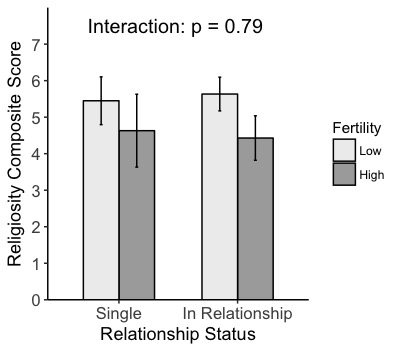 Interaction: p = 0.79
Religiosity Composite Score
7
6
5
4
3
2
1
0
Single
In Relationship
Relationship Status
Fertility
Low
High